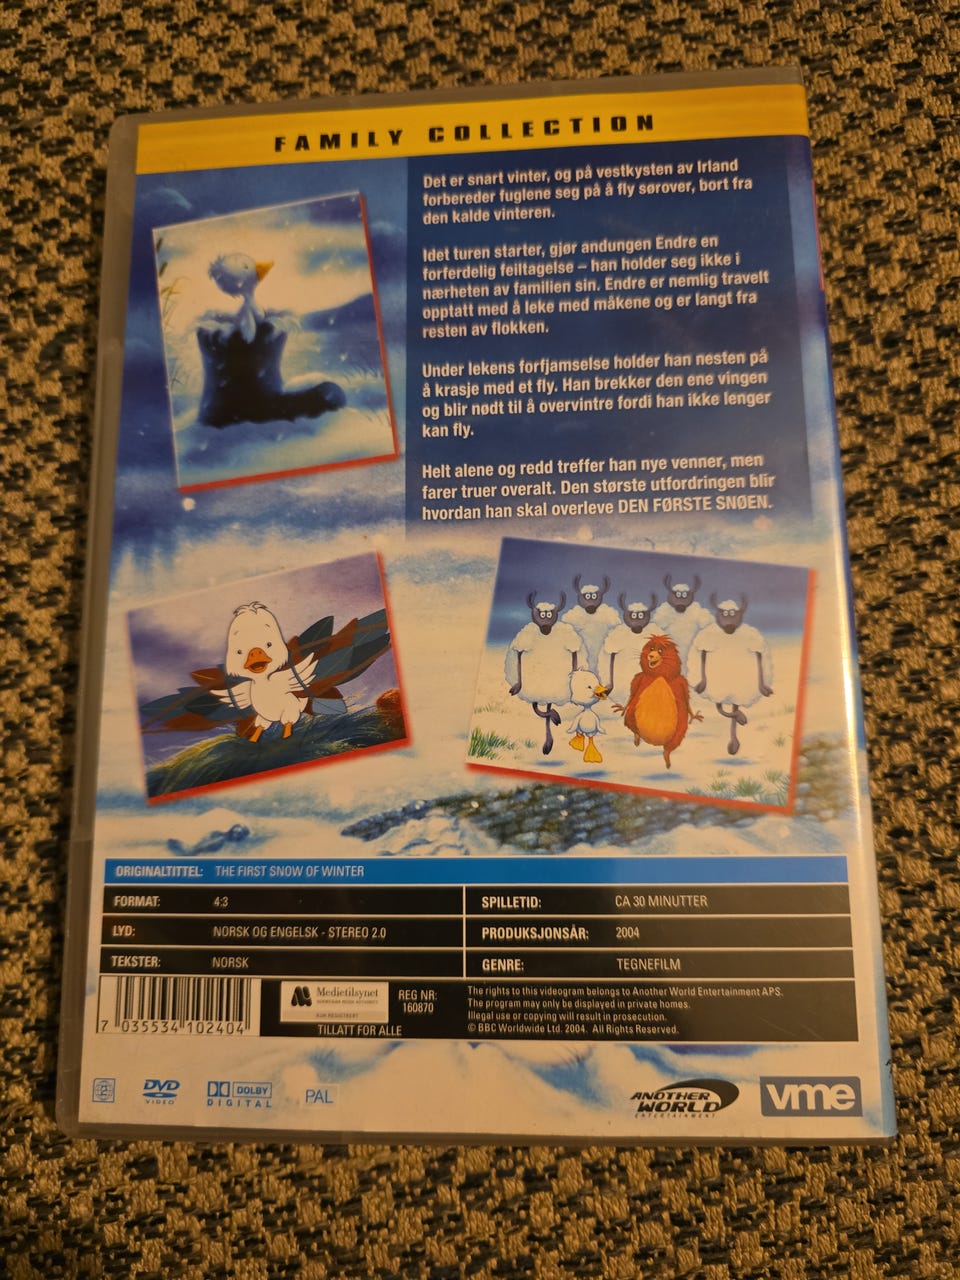 FAMILY COLLECTION
Det er snart vinter, og på vestkysten av Irland
forbereder fuglene seg på å fly sørover, bort fra
den kalde vinteren.
Idet turen starter, gjør andungen Endre en
forferdelig feiltagelse – han holder seg ikke i
nærheten av familien sin. Endre er nemlig travelt
opptatt med å leke med måkene og er langt fra
resten av flokken.
Under lekens forfjamselse holder han nesten på
å krasje med et fly. Han brekker den ene vingen
og blir nødt til å overvintre fordi han ikke lenger
kan fly.
Helt alene og redd treffer han nye venner, men
farer truer overalt. Den største utfordringen blir
hvordan han skal overleve DEN FØRSTE SNØEN.
ORIGINALTITTEL: THE FIRST SNOW OF WINTER
FORMAT: 4:3
SPILLETID: CA 30 MINUTTER
LYD: NORSK OG ENGELSK - STEREO 2.0
PRODUKSJONSÅR: 2004
TEKSTER: NORSK
GENRE: TEGNEFILM
7 035534 102404
Medietilsynet
NORWEGIAN MEDIA AUTHORITY
KUN REGISTRERT
REG NR:
160870
TILLATT FOR ALLE
The rights to this videogram belongs to Another World Entertainment APS.
The program may only be displayed in private homes.
Illegal use or copying will result in prosecution.
© BBC Worldwide Ltd. 2004. All Rights Reserved.
DVD
VIDEO
DOLBY
DIGITAL
PAL
ANOTHER
WORLD
ENTERTAINMENT
vme